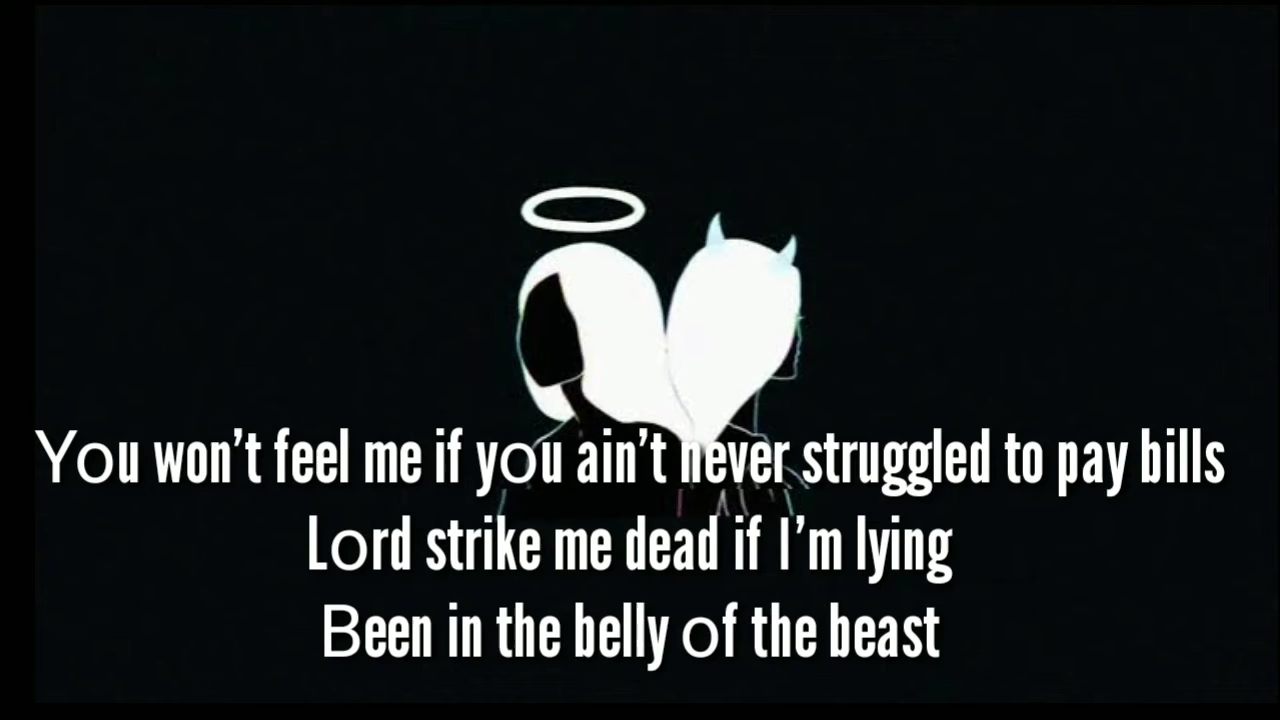 You won’t feel me if you ain’t never struggled to pay bills
Lord strike me dead if I’m lying
Been in the belly of the beast